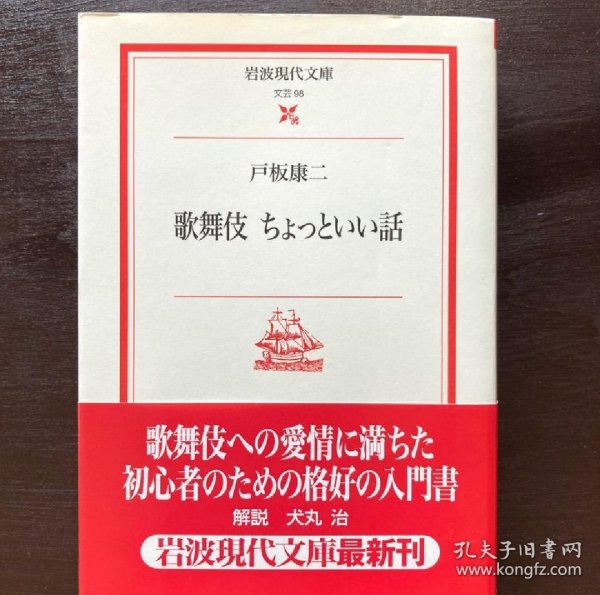 岩波現代文庫
文芸 98
戸板康二
歌舞伎 ちょっといい話
歌舞伎への愛情に満ちた
初心者のための格好の入門書
解説 犬丸 治
岩波現代文庫最新刊
孔夫子旧书网
www.kongfz.com